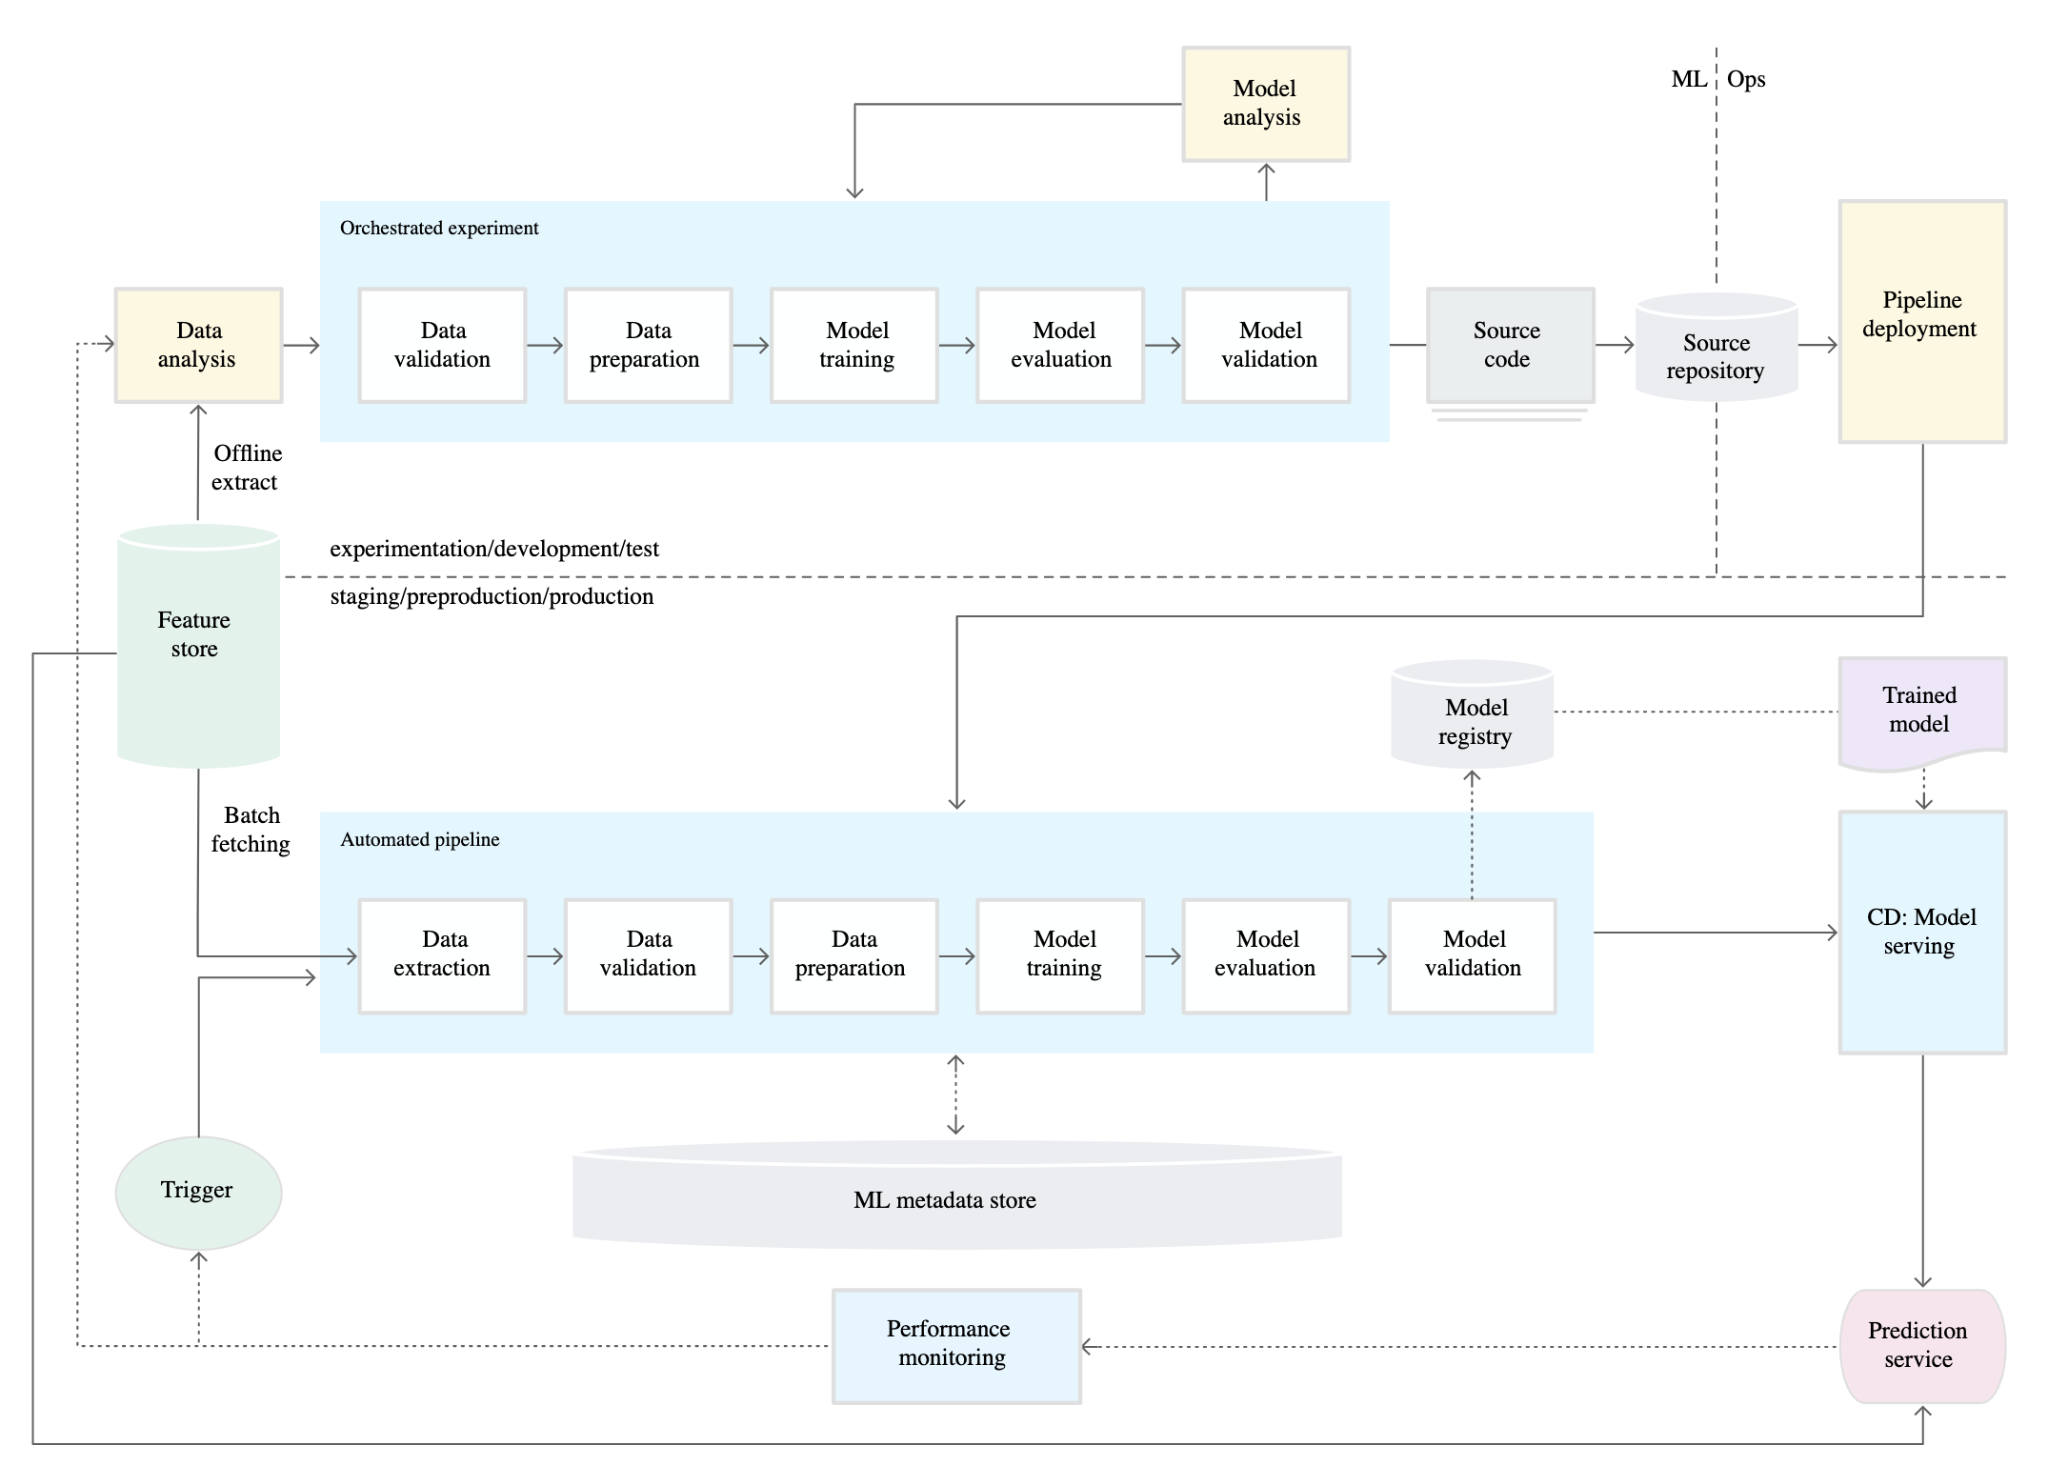 Model
analysis
ML
Ops
Orchestrated experiment
Data
analysis
Data
validation
Data
preparation
Model
training
Model
evaluation
Model
validation
Source
code
Source
repository
Pipeline
deployment
Offline
extract
experimentation/development/test
staging/preproduction/production
Feature
store
Model
registry
Trained
model
Batch
fetching
Automated pipeline
Data
extraction
Data
validation
Data
preparation
Model
training
Model
evaluation
Model
validation
CD: Model
serving
Trigger
ML metadata store
Performance
monitoring
Prediction
service